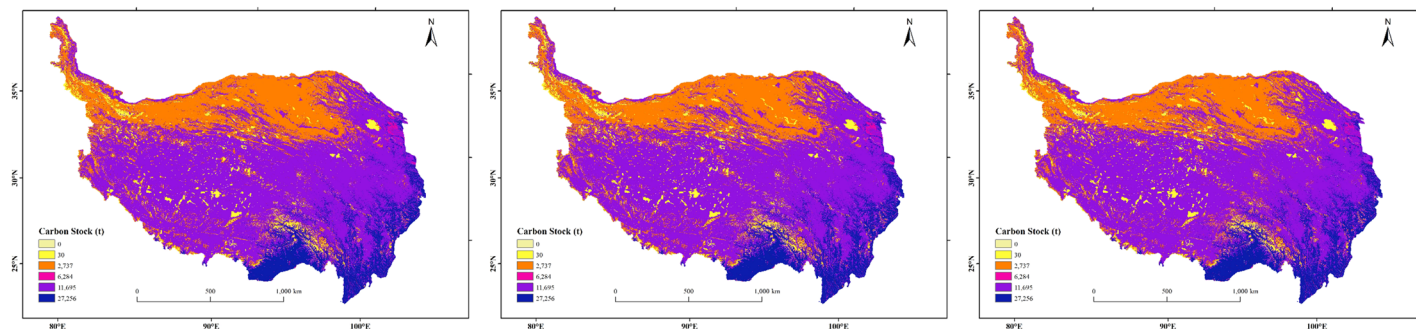 N
35°N
30°N
25°N
Carbon Stock (t)
0
30
2,737
6,284
11,695
27,256
0 500 1,000 km
80°E 90°E 100°E
N
35°N
30°N
25°N
Carbon Stock (t)
0
30
2,737
6,284
11,695
27,256
0 500 1,000 km
80°E 90°E 100°E
N
35°N
30°N
25°N
Carbon Stock (t)
0
30
2,737
6,284
11,695
27,256
0 500 1,000 km
80°E 90°E 100°E